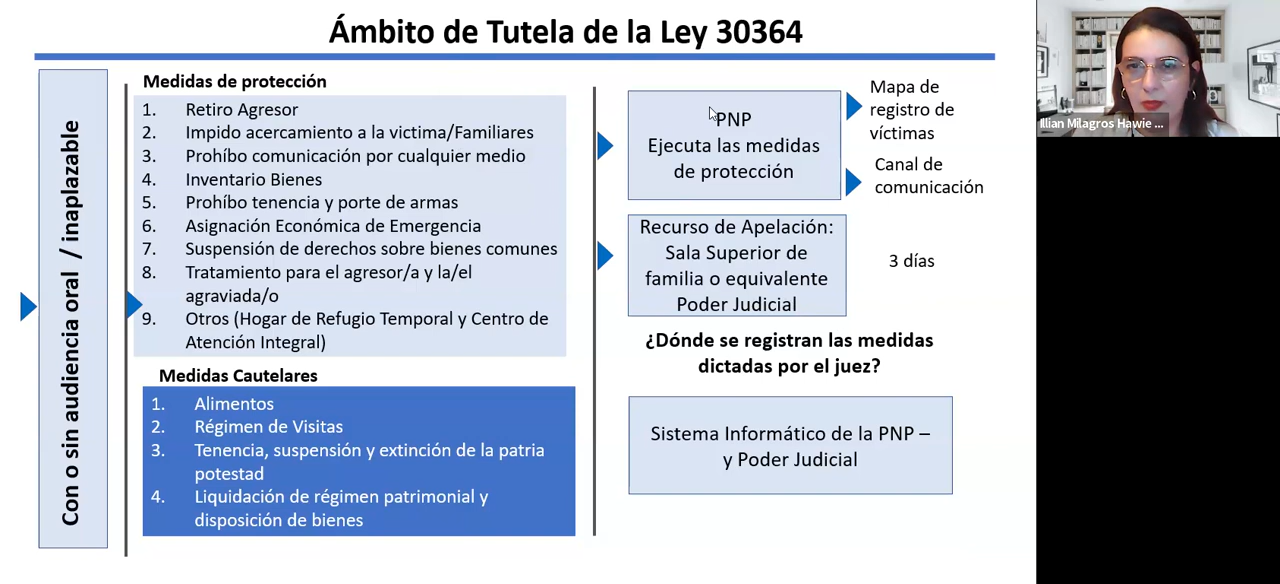 Ámbito de Tutela de la Ley 30364
Con o sin audiencia oral / inaplazable
Medidas de protección
1. Retiro Agresor
2. Impido acercamiento a la victima/Familiares
3. Prohíbo comunicación por cualquier medio
4. Inventario Bienes
5. Prohíbo tenencia y porte de armas
6. Asignación Económica de Emergencia
7. Suspensión de derechos sobre bienes comunes
8. Tratamiento para el agresor/a y la/el
agraviada/o
9. Otros (Hogar de Refugio Temporal y Centro de
Atención Integral)
Medidas Cautelares
1. Alimentos
2. Régimen de Visitas
3. Tenencia, suspensión y extinción de la patria
potestad
4. Liquidación de régimen patrimonial y
disposición de bienes
PNP
Ejecuta las medidas
de protección
Mapa de
registro de
víctimas
Canal de
comunicación
Recurso de Apelación:
Sala Superior de
familia o equivalente
Poder Judicial
3 días
¿Dónde se registran las medidas
dictadas por el juez?
Sistema Informático de la PNP –
y Poder Judicial
illian Milagros Hawie ...